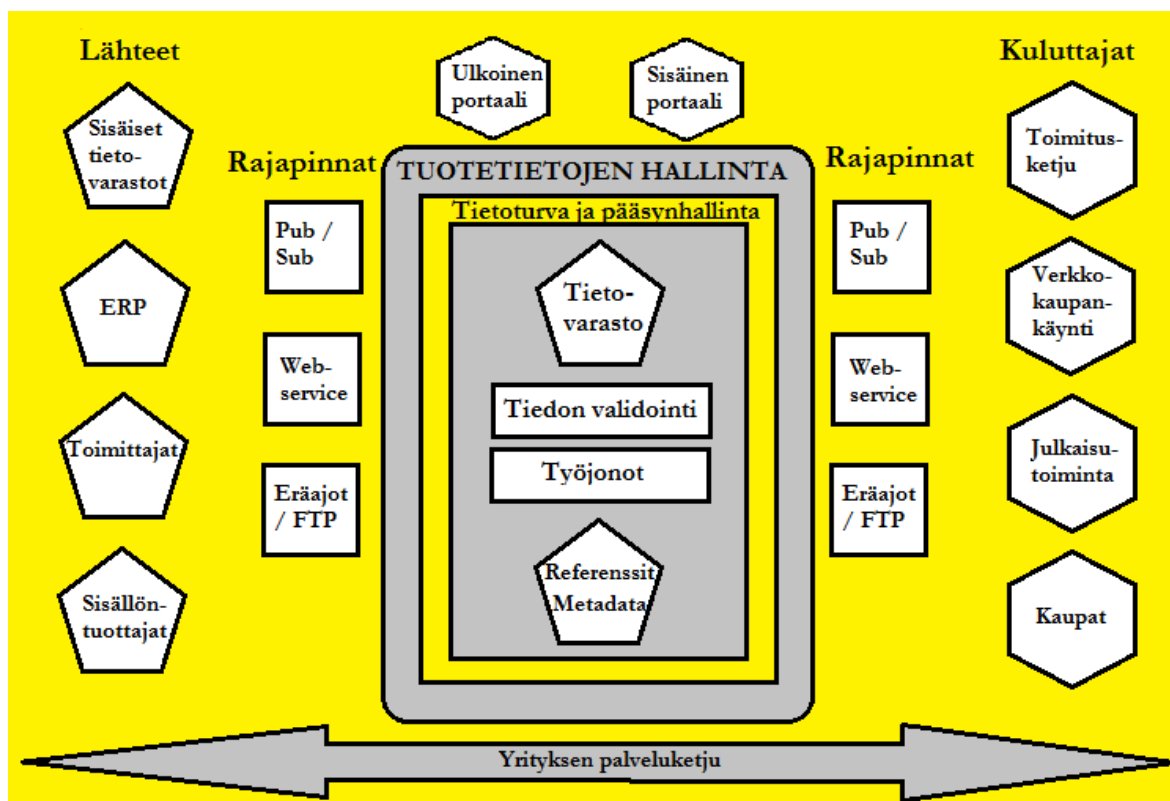 Lähteet
Sisäiset
tieto-
varastot
ERP
Toimittajat
Sisällön-
tuottajat
Rajapinnat
Pub /
Sub
Web-
service
Eräajot
/ FTP
Ulkoinen
portaali
Sisäinen
portaali
TUOTETIETOJEN HALLINTA
Tietoturva ja pääsynhallinta
Tieto-
varasto
Tiedon validointi
Työjonot
Referenssit
Metadata
Rajapinnat
Pub /
Sub
Web-
service
Eräajot
/ FTP
Kuluttajat
Toimitus-
ketju
Verkko-
kaupan-
käynti
Julkaisu-
toiminta
Kaupat
Yrityksen palveluketju